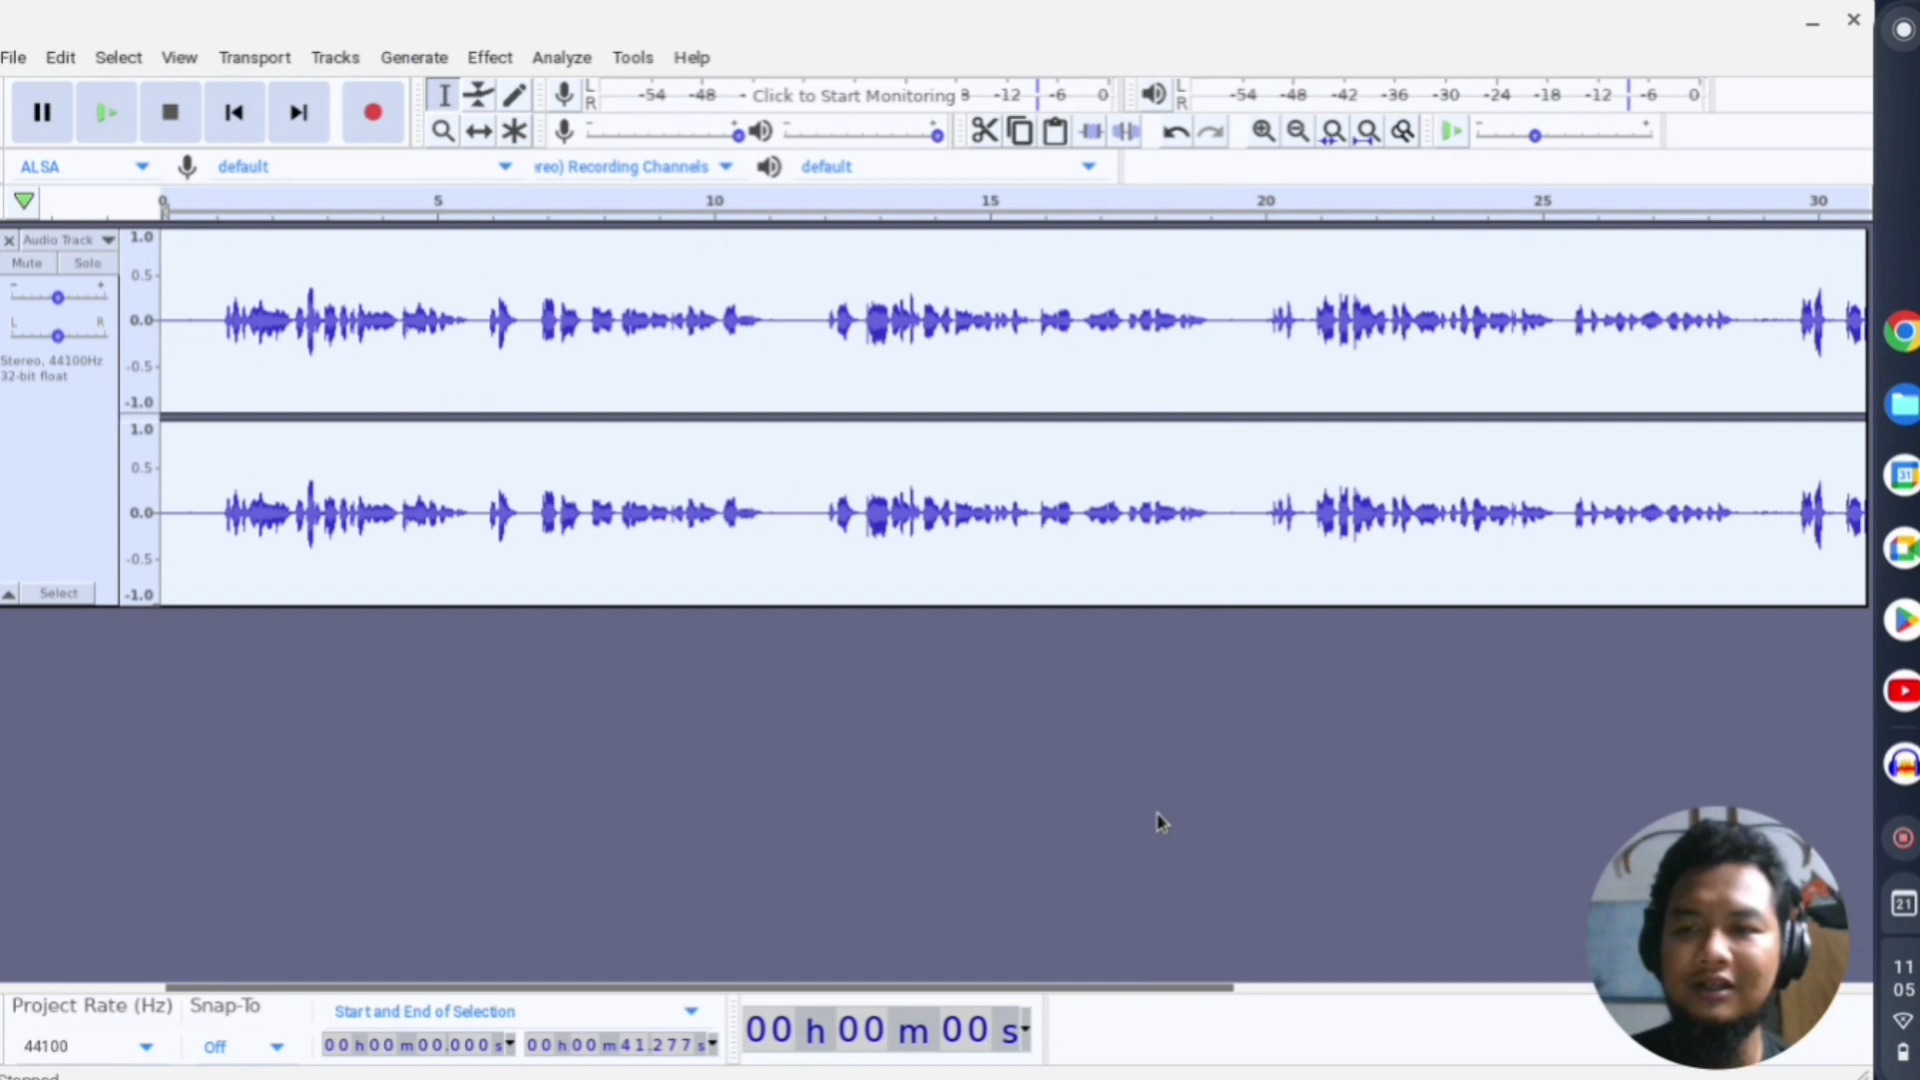 File Edit Select View Transport Tracks Generate Effect Analyze Tools Help
L
R
-54 -48 - Click to Start Monitoring 8 -12 -6 0
L
R
-54 -48 -42 -36 -30 -24 -18 -12 -6 0
ALSA default reo) Recording Channels default
0 5 10 15 20 25 30
Audio Track
Mute Solo
- +
L R
Stereo, 44100Hz
32-bit float
Select
1.0
0.5
0.0
-0.5
-1.0
1.0
0.5
0.0
-0.5
-1.0
31
21
11
05
Project Rate (Hz) Snap-To Start and End of Selection
44100 Off 00 h 00 m 00.000 s 00 h 00 m 41.277 s
00 h 00 m 00 s
Stopped.